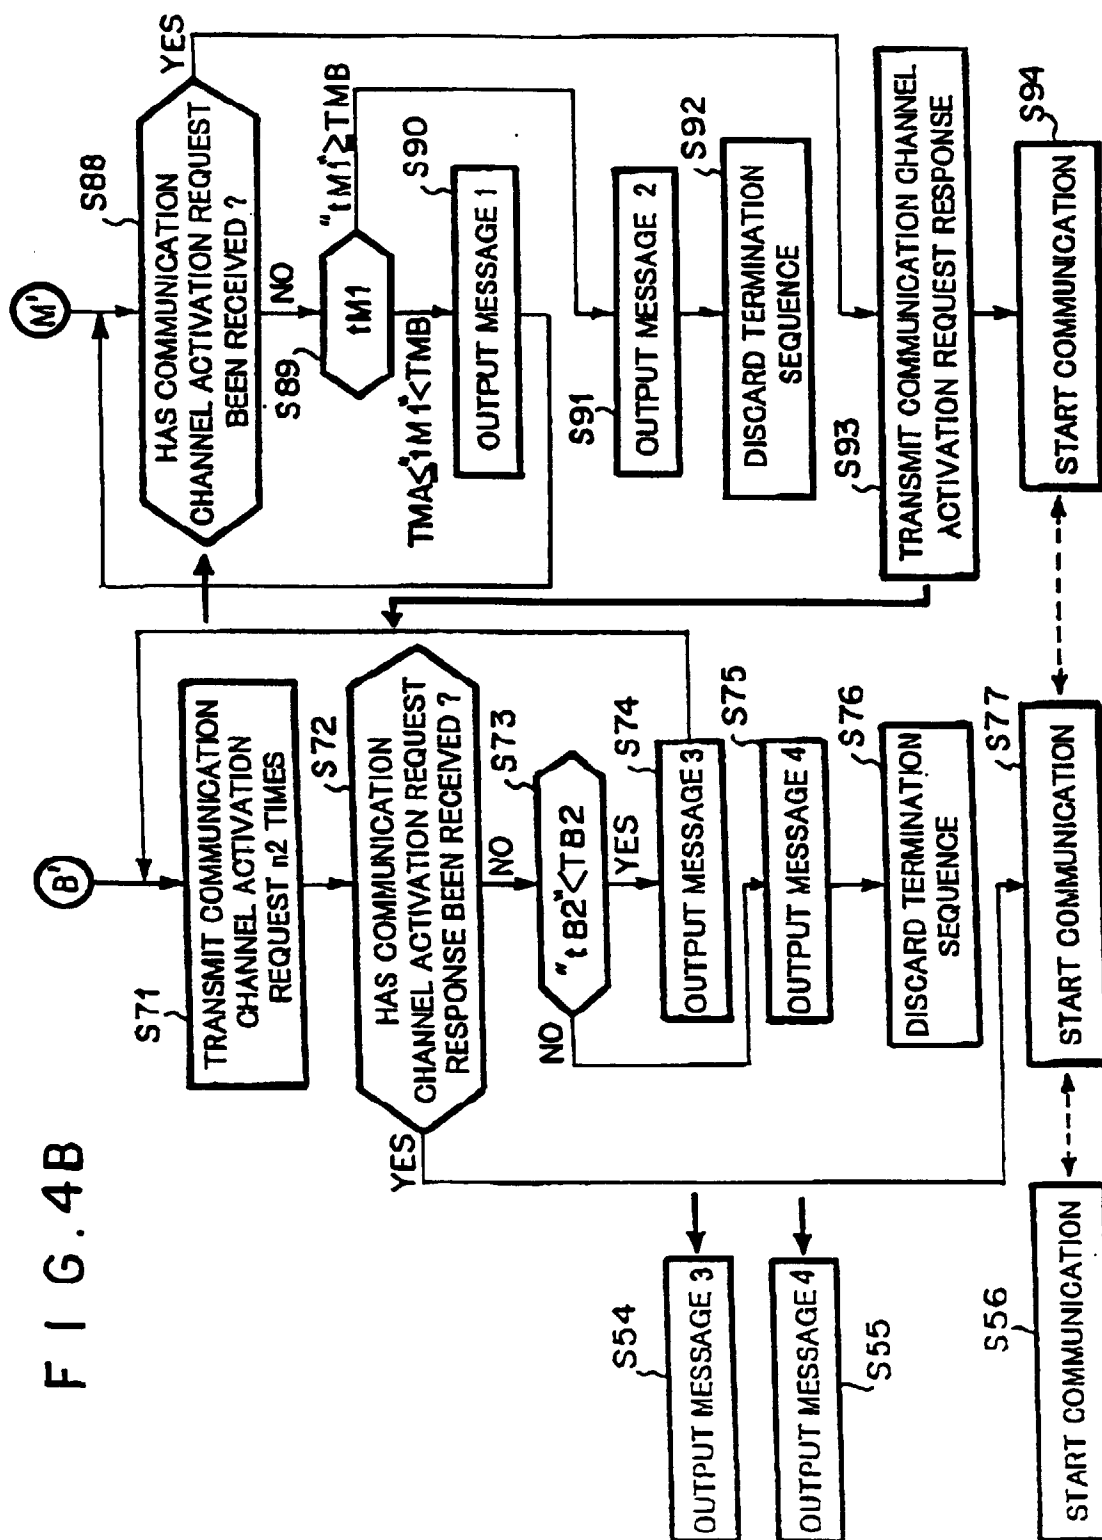 F I G. 4B
B'
S71
TRANSMIT COMMUNICATION
CHANNEL ACTIVATION
REQUEST n2 TIMES
S72
HAS COMMUNICATION
CHANNEL ACTIVATION REQUEST
RESPONSE BEEN RECEIVED ?
YES
NO
S73
"tB2"<TB2
NO
YES
S74
OUTPUT MESSAGE 3
S75
OUTPUT MESSAGE 4
S76
DISCARD TERMINATION
SEQUENCE
S77
START COMMUNICATION
S54
OUTPUT MESSAGE 3
OUTPUT MESSAGE 4
S55
S56
START COMMUNICATION
M'
S88
HAS COMMUNICATION
CHANNEL ACTIVATION REQUEST
BEEN RECEIVED ?
YES
NO
S89
tM1
"tM1"≥TMB
TMA≤"tM1"<TMB
S90
OUTPUT MESSAGE 1
S91
OUTPUT MESSAGE 2
S92
DISCARD TERMINATION
SEQUENCE
S93
TRANSMIT COMMUNICATION CHANNEL
ACTIVATION REQUEST RESPONSE
S94
START COMMUNICATION